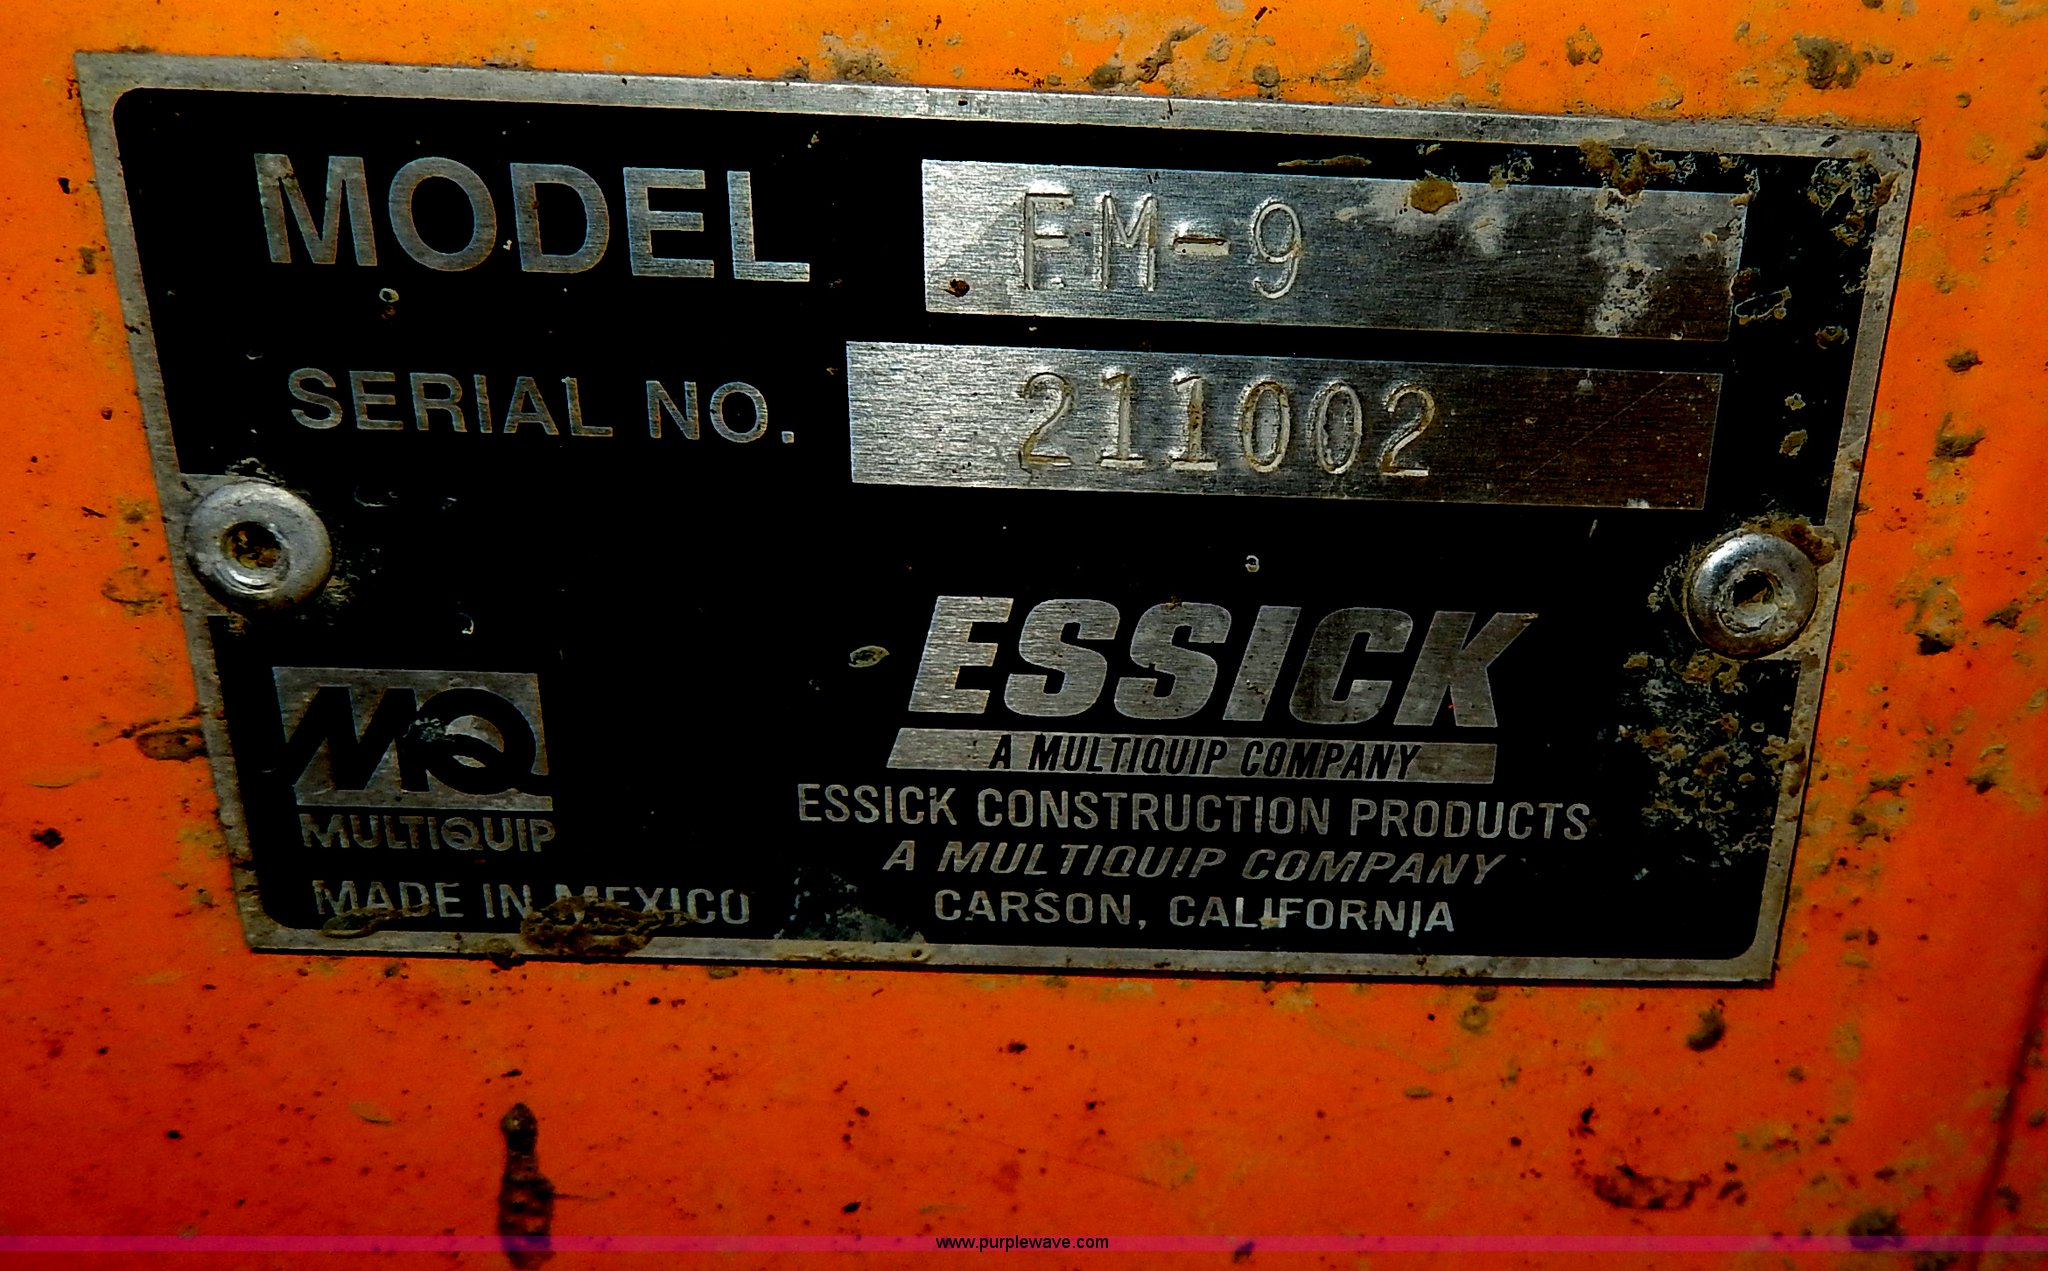 MODEL EM-9
SERIAL NO. 211002
ESSICK
A MULTIQUIP COMPANY
ESSICK CONSTRUCTION PRODUCTS
A MULTIQUIP COMPANY
CARSON, CALIFORNIA
MQ
MULTIQUIP
MADE IN MEXICO
www.purplewave.com